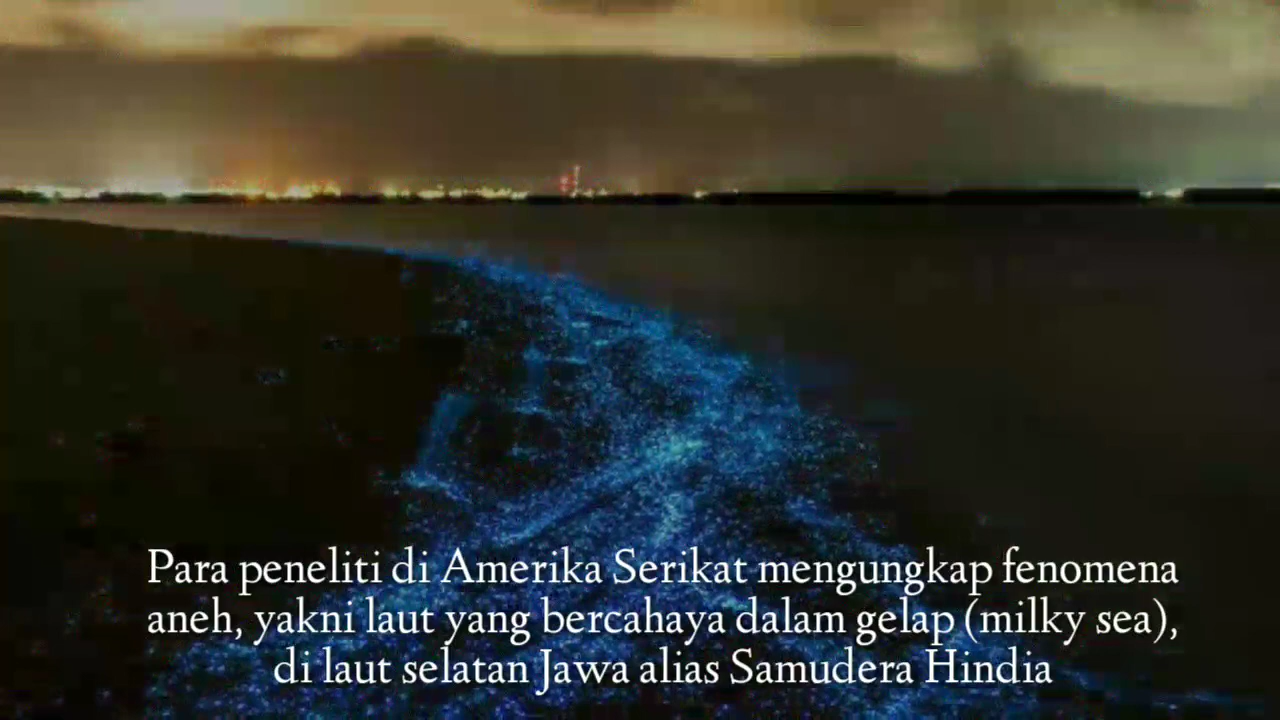 Para peneliti di Amerika Serikat mengungkap fenomena
aneh, yakni laut yang bercahaya dalam gelap (milky sea),
di laut selatan Jawa alias Samudera Hindia